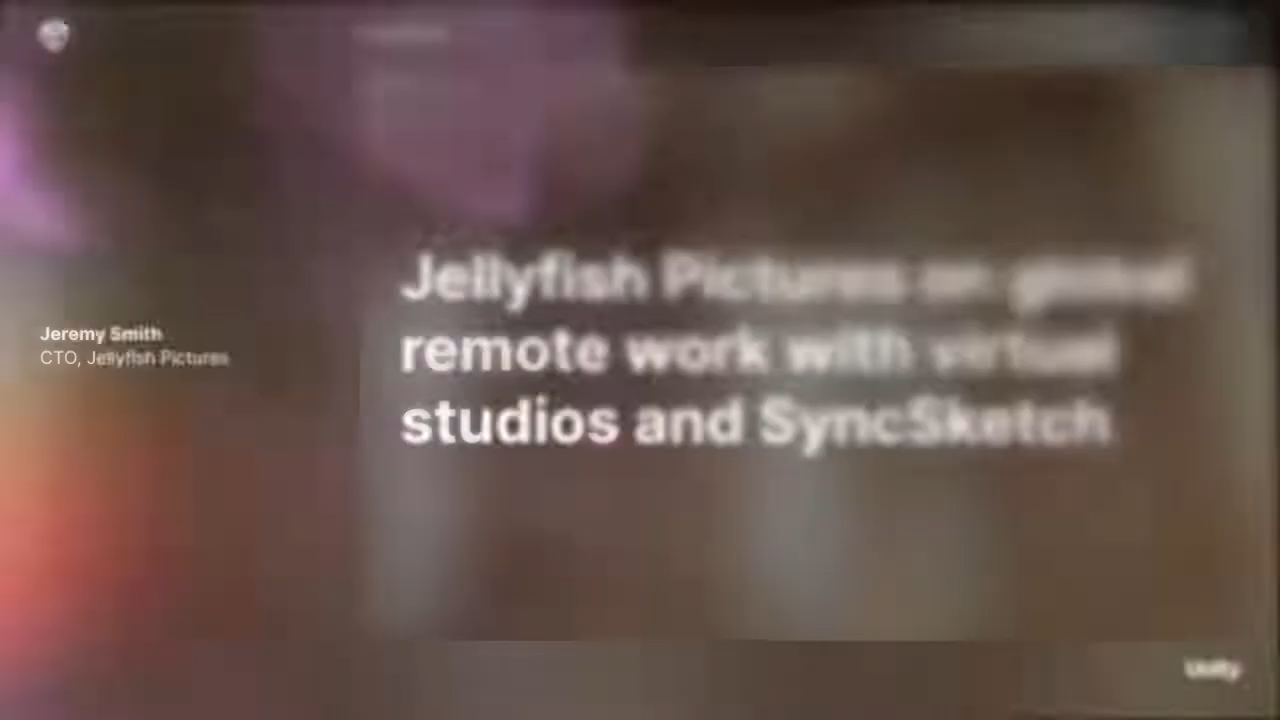 Jeremy Smith
CTO, Jellyfish Pictures
Jellyfish Pictures on global
remote work with virtual
studios and SyncSketch
Unity